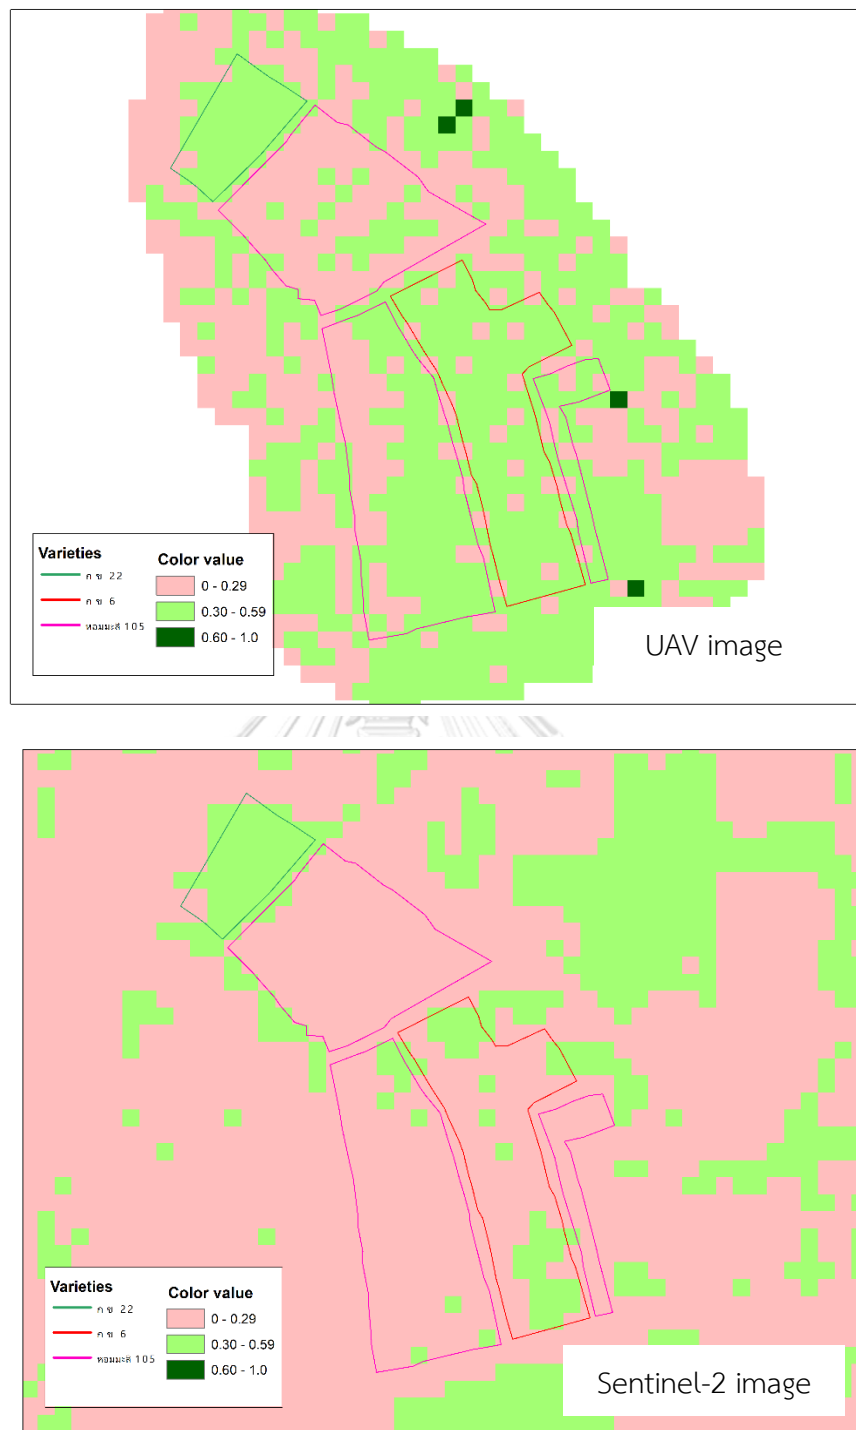 Varieties
ก ข 22
ก ข 6
หอมมะลิ 105
Color value
0 - 0.29
0.30 - 0.59
0.60 - 1.0
UAV image
Varieties
ก ข 22
ก ข 6
หอมมะลิ 105
Color value
0 - 0.29
0.30 - 0.59
0.60 - 1.0
Sentinel-2 image